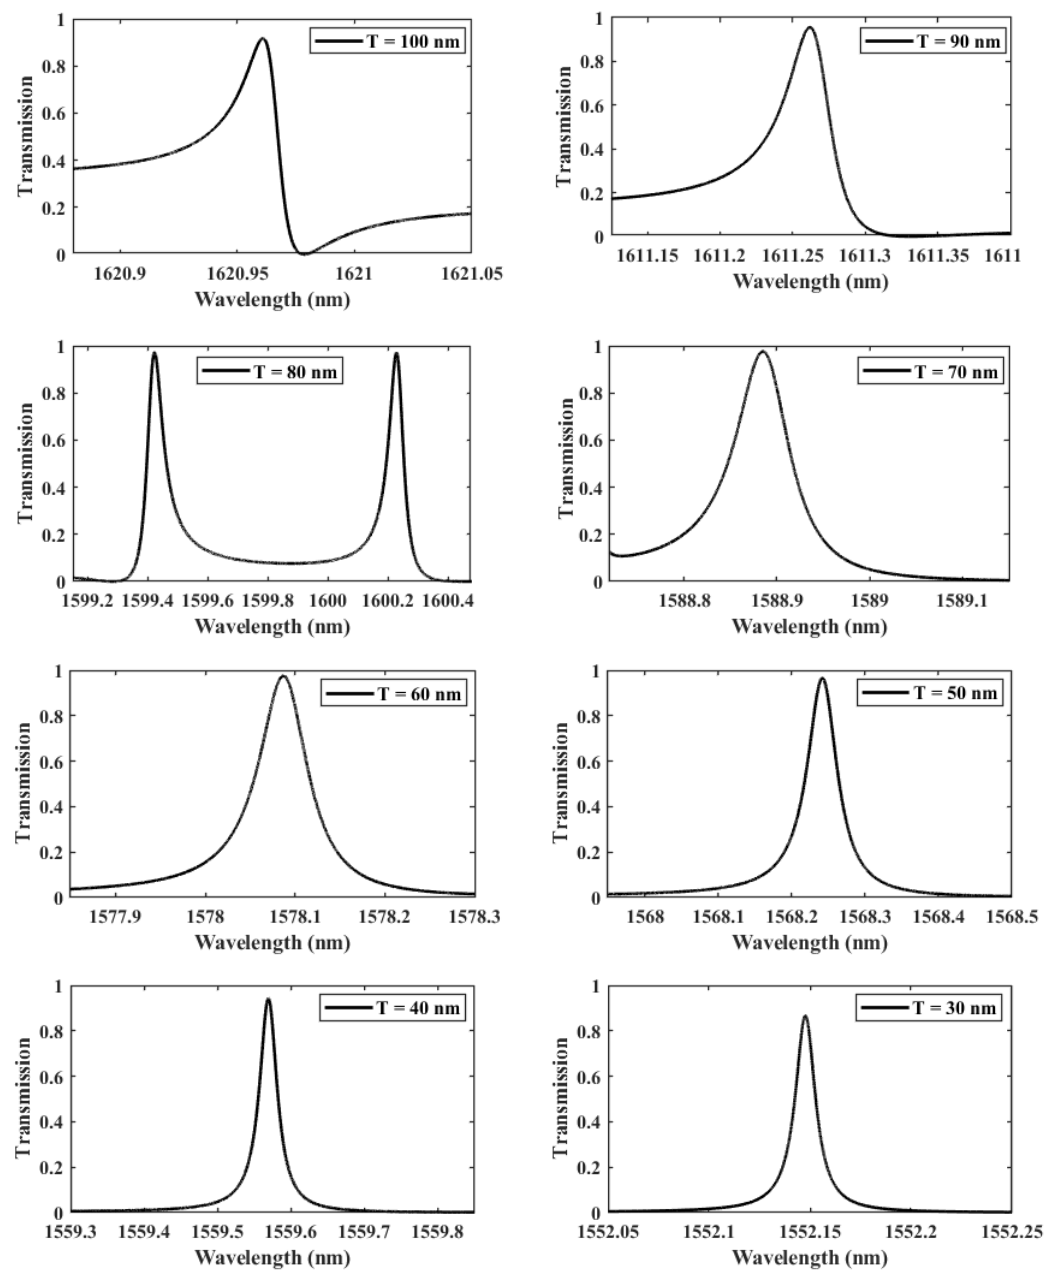 1
0.8
0.6
0.4
0.2
0
Transmission
T = 100 nm
1620.9 1620.95 1621 1621.05
Wavelength (nm)
1
0.8
0.6
0.4
0.2
0
Transmission
T = 90 nm
1611.15 1611.2 1611.25 1611.3 1611.35 1611
Wavelength (nm)
1
0.8
0.6
0.4
0.2
0
Transmission
T = 80 nm
1599.2 1599.4 1599.6 1599.8 1600 1600.2 1600.4
Wavelength (nm)
1
0.8
0.6
0.4
0.2
0
Transmission
T = 70 nm
1588.8 1588.9 1589 1589.1
Wavelength (nm)
1
0.8
0.6
0.4
0.2
0
Transmission
T = 60 nm
1577.9 1578 1578.1 1578.2 1578.3
Wavelength (nm)
1
0.8
0.6
0.4
0.2
0
Transmission
T = 50 nm
1568 1568.1 1568.2 1568.3 1568.4 1568.5
Wavelength (nm)
1
0.8
0.6
0.4
0.2
0
Transmission
T = 40 nm
1559.3 1559.4 1559.5 1559.6 1559.7 1559.8
Wavelength (nm)
1
0.8
0.6
0.4
0.2
0
Transmission
T = 30 nm
1552.05 1552.1 1552.15 1552.2 1552.25
Wavelength (nm)